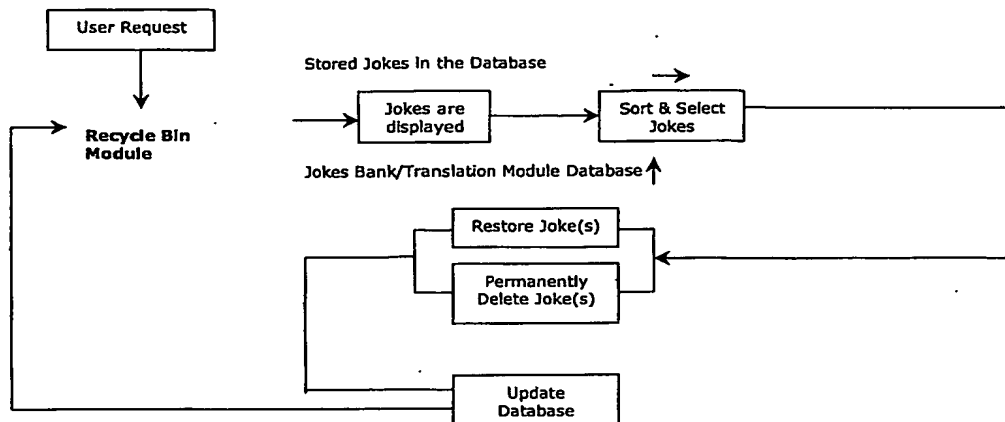 User Request
Stored Jokes in the Database
Jokes are
displayed
Sort & Select
Jokes
Recycle Bin
Module
Jokes Bank/Translation Module Database
Restore Joke(s)
Permanently
Delete Joke(s)
Update
Database